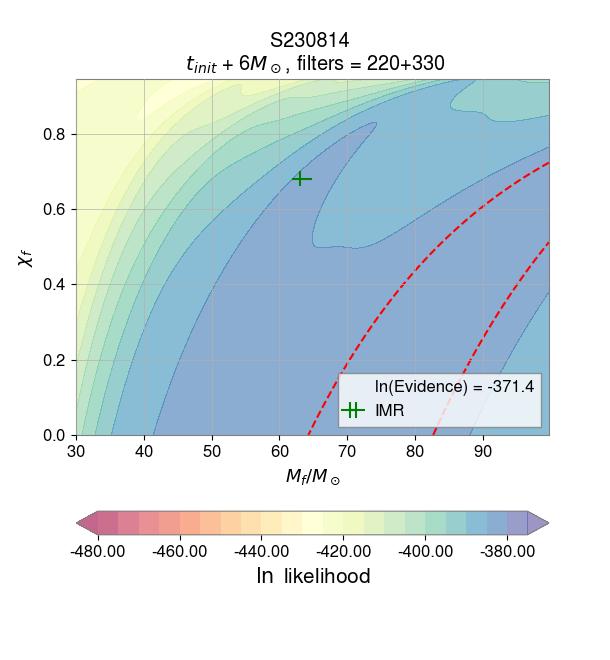 S230814
t_init + 6M_⊙, filters = 220+330
0.8
0.6
χ_f
0.4
0.2
0.0
ln(Evidence) = -371.4
IMR
30 40 50 60 70 80 90
M_f/M_⊙
-480.00 -460.00 -440.00 -420.00 -400.00 -380.00
ln likelihood